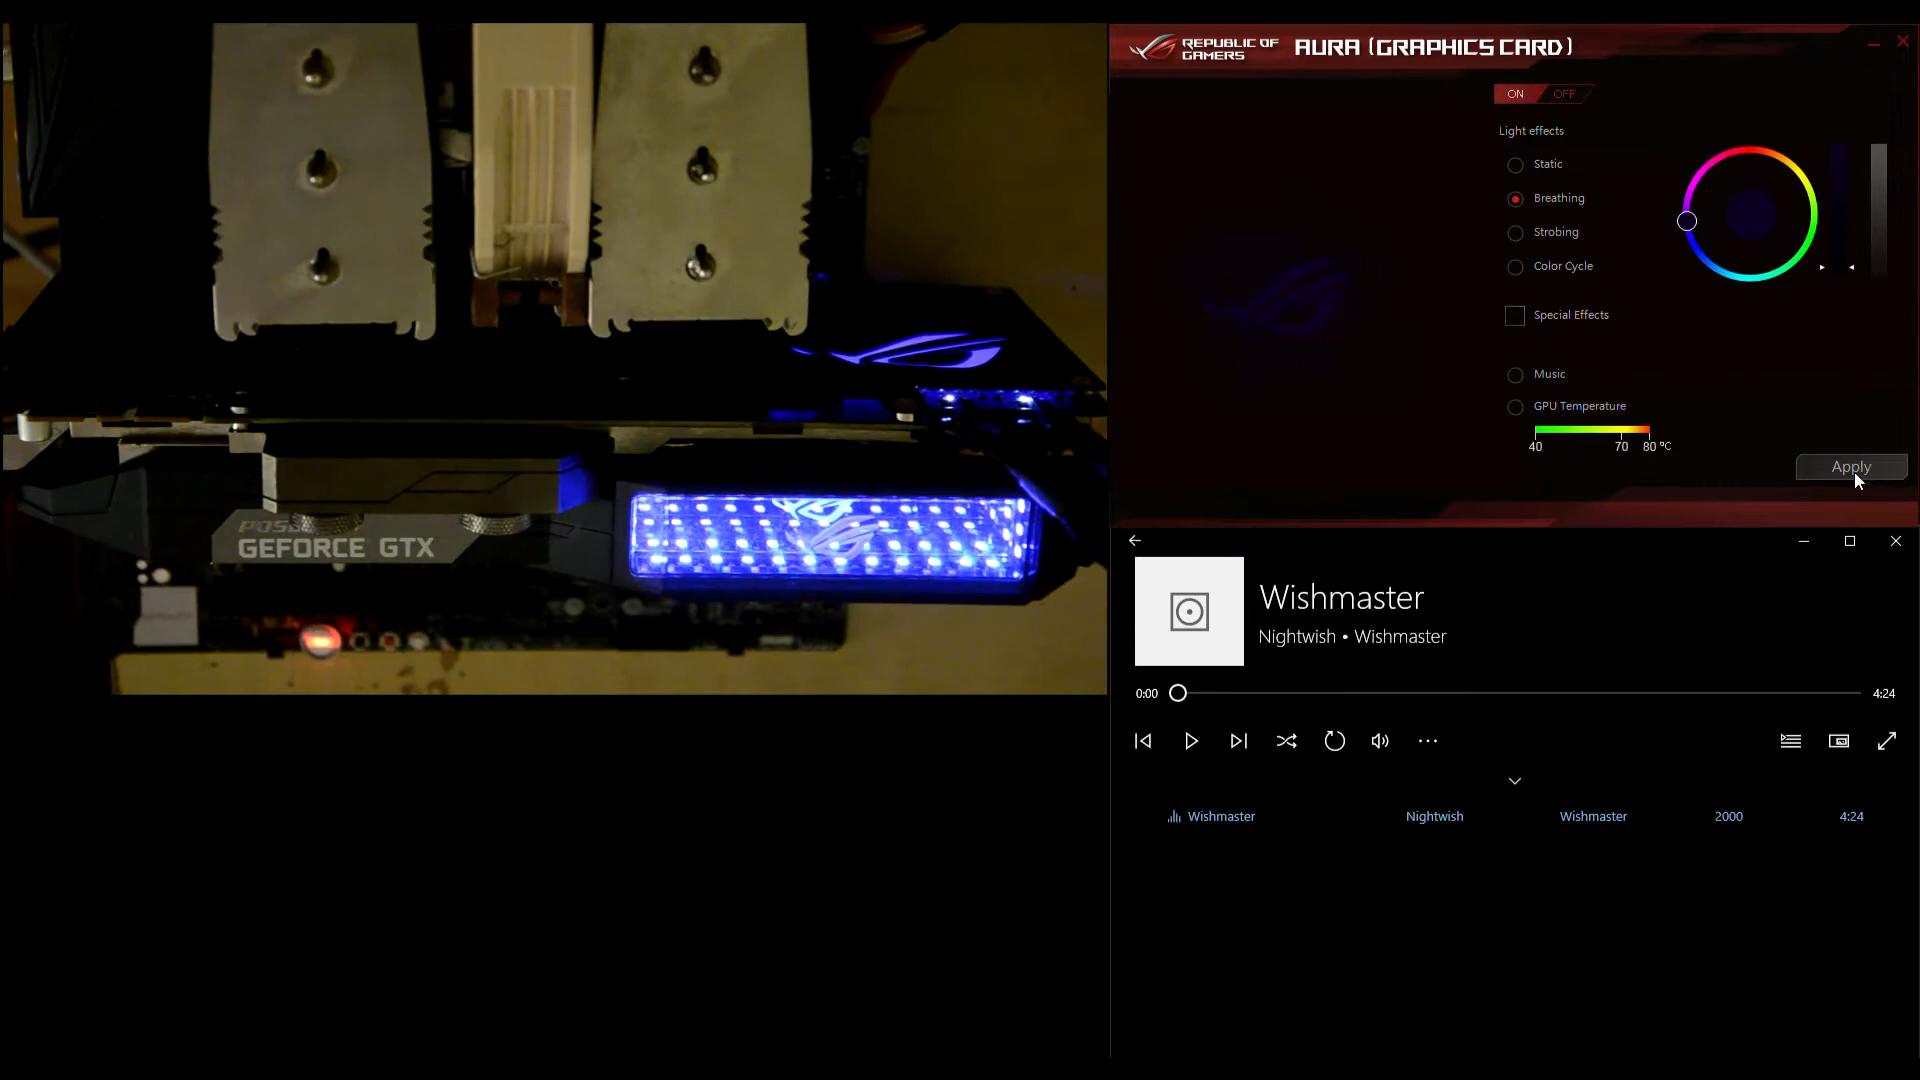 POSEIDON
GEFORCE GTX
REPUBLIC OF
GAMERS
AURA (GRAPHICS CARD)
ON OFF
Light effects
Static
Breathing
Strobing
Color Cycle
Special Effects
Music
GPU Temperature
40 70 80 °C
Apply
Wishmaster
Nightwish • Wishmaster
0:00 4:24
Wishmaster Nightwish Wishmaster 2000 4:24